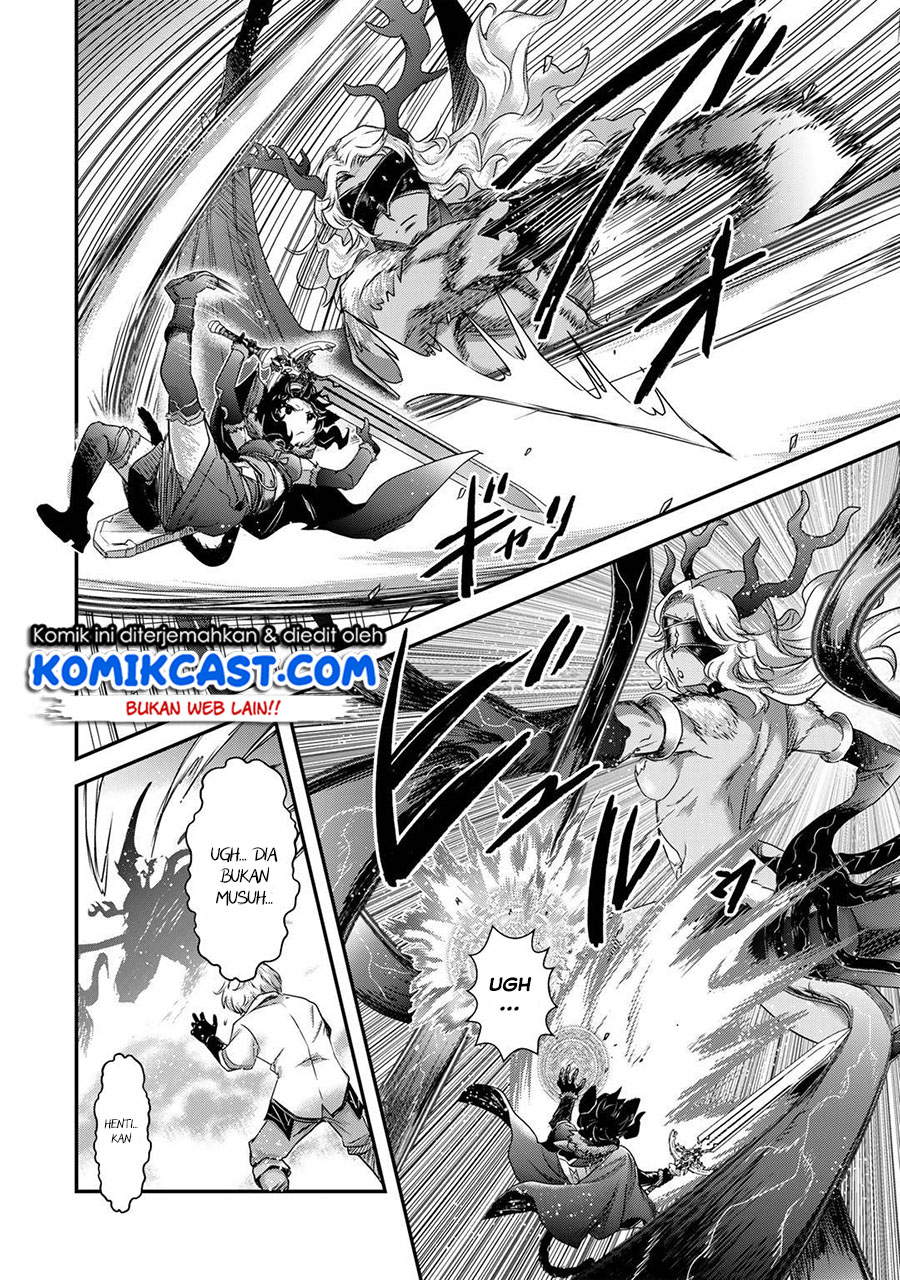 ブオ
ギャリ
Komik ini diterjemahkan & diedit oleh
KOMIKCAST.COM
BUKAN WEB LAIN!!
ビュッ
UGH
...
UGH... DIA
BUKAN
MUSUH...
HENTI...
KAN